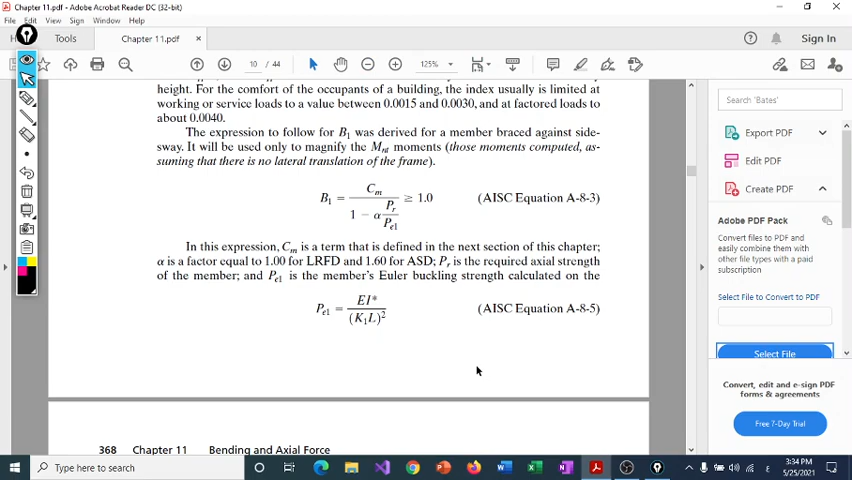 Chapter 11.pdf - Adobe Acrobat Reader DC (32-bit)
File Edit View Sign Window Help
Tools
Chapter 11.pdf ×
Sign In
10 / 44
125%
height. For the comfort of the occupants of a building, the index usually is limited at
working or service loads to a value between 0.0015 and 0.0030, and at factored loads to
about 0.0040.
The expression to follow for B1 was derived for a member braced against side-
sway. It will be used only to magnify the Mnt moments (those moments computed, as-
suming that there is no lateral translation of the frame).
B1 = Cm / (1 − α Pr/Pe1) ≥ 1.0 (AISC Equation A-8-3)
In this expression, Cm is a term that is defined in the next section of this chapter;
α is a factor equal to 1.00 for LRFD and 1.60 for ASD; Pr is the required axial strength
of the member; and Pe1 is the member's Euler buckling strength calculated on the
Pe1 = EI* / (K1L)2 (AISC Equation A-8-5)
368 Chapter 11 Bending and Axial Force
Search 'Bates'
Export PDF
Edit PDF
Create PDF
Adobe PDF Pack
Convert files to PDF and
easily combine them with
other file types with a paid
subscription
Select File to Convert to PDF
Select File
Convert, edit and e-sign PDF
forms & agreements
Free 7-Day Trial
Type here to search
3:34 PM
5/25/2021